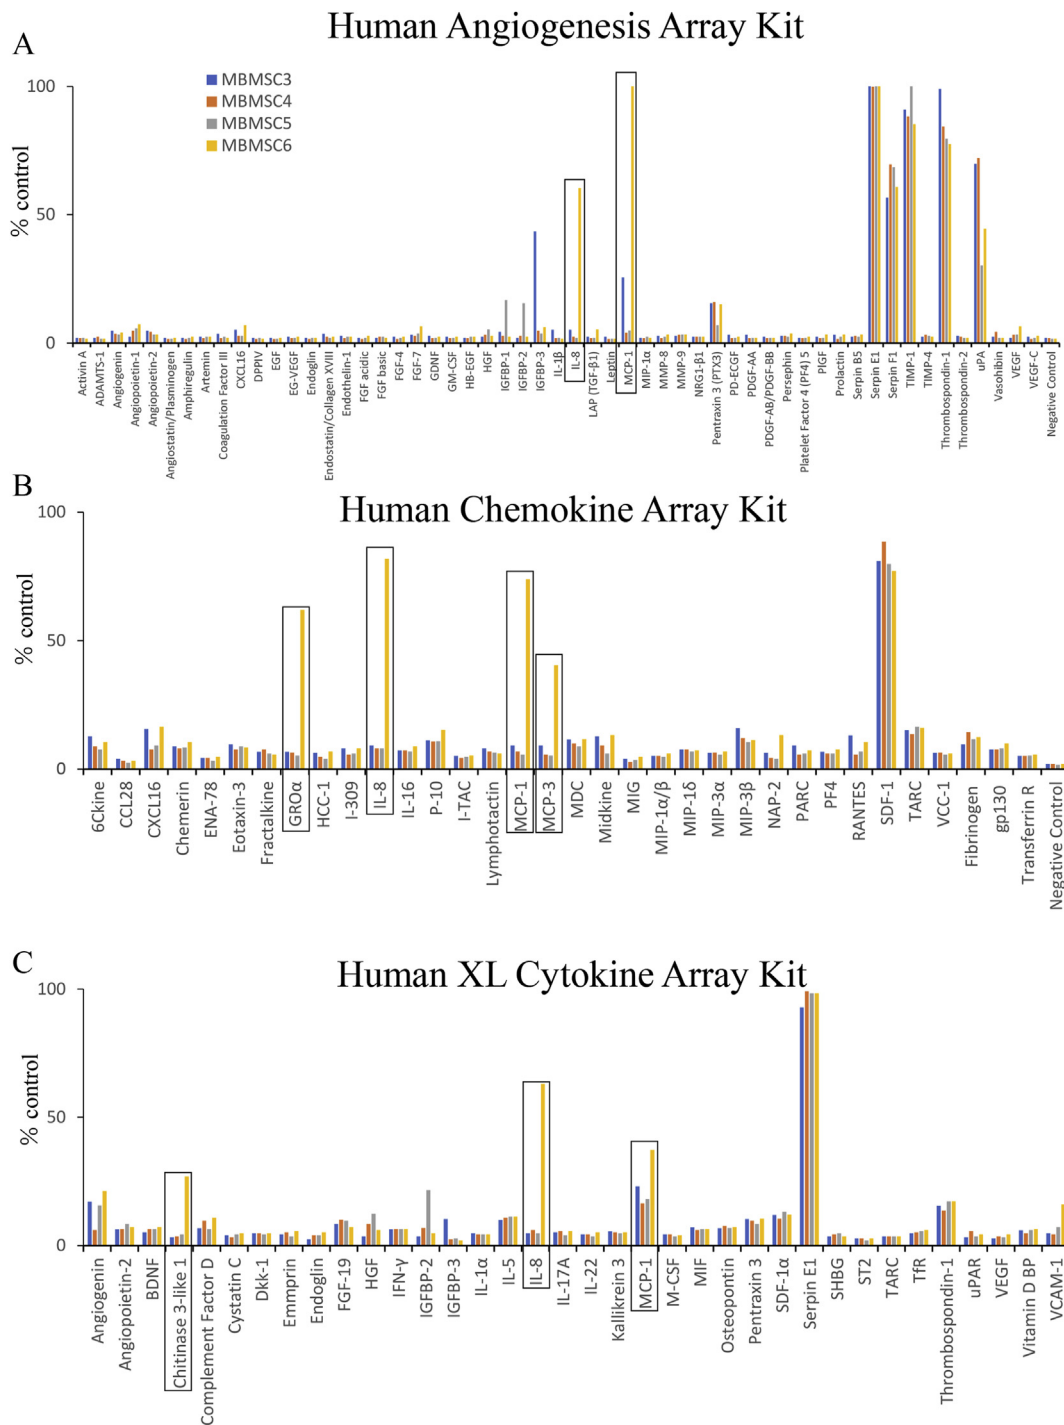 Human Angiogenesis Array Kit
A
100
50
0
% control
MBMSC3
MBMSC4
MBMSC5
MBMSC6
Activin A
ADAMTS-1
Angiogenin
Angiopoietin-1
Angiopoietin-2
Angiostatin/Plasminogen
Amphiregulin
Artemin
Coagulation Factor III
CXCL16
DPPIV
EGF
EG-VEGF
Endoglin
Endostatin/Collagen XVIII
Endothelin-1
FGF acidic
FGF basic
FGF-4
FGF-7
GDNF
GM-CSF
HB-EGF
HGF
IGFBP-1
IGFBP-2
IGFBP-3
IL-1β
IL-8
LAP (TGF-β1)
Leptin
MCP-1
MIP-1α
MMP-8
MMP-9
NRG1-β1
Pentraxin 3 (PTX3)
PD-ECGF
PDGF-AA
PDGF-AB/PDGF-BB
Persephin
Platelet Factor 4 (PF4) 5
PlGF
Prolactin
Serpin B5
Serpin E1
Serpin F1
TIMP-1
TIMP-4
Thrombospondin-1
Thrombospondin-2
uPA
Vasohibin
VEGF
VEGF-C
Negative Control
B
Human Chemokine Array Kit
100
50
0
% control
6Ckine
CCL28
CXCL16
Chemerin
ENA-78
Eotaxin-3
Fractalkine
GROα
HCC-1
I-309
IL-8
IL-16
P-10
I-TAC
Lymphotactin
MCP-1
MCP-3
MDC
Midkine
MIG
MIP-1α/β
MIP-1δ
MIP-3α
MIP-3β
NAP-2
PARC
PF4
RANTES
SDF-1
TARC
VCC-1
Fibrinogen
gp130
Transferrin R
Negative Control
C
Human XL Cytokine Array Kit
100
50
0
% control
Angiogenin
Angiopoietin-2
BDNF
Chitinase 3-like 1
Complement Factor D
Cystatin C
Dkk-1
Emmprin
Endoglin
FGF-19
HGF
IFN-γ
IGFBP-2
IGFBP-3
IL-1α
IL-5
IL-8
IL-17A
IL-22
Kallikrein 3
MCP-1
M-CSF
MIF
Osteopontin
Pentraxin 3
SDF-1α
Serpin E1
SHBG
ST2
TARC
TfR
Thrombospondin-1
uPAR
VEGF
Vitamin D BP
VCAM-1